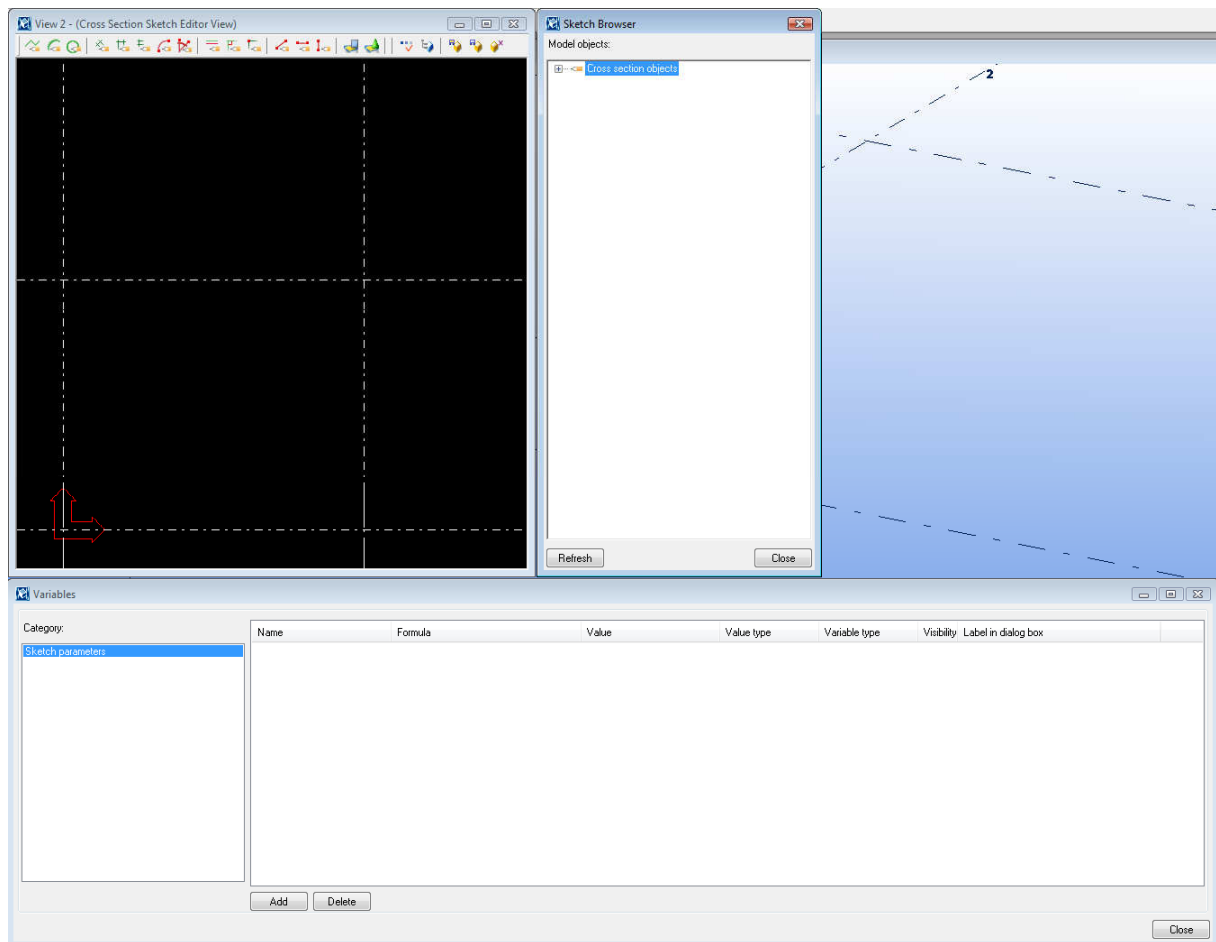 View 2 - (Cross Section Sketch Editor View)
Sketch Browser
Model objects:
Cross section objects
2
Refresh
Close
Variables
Category:
Sketch parameters
Name Formula Value Value type Variable type Visibility Label in dialog box
Add Delete
Close